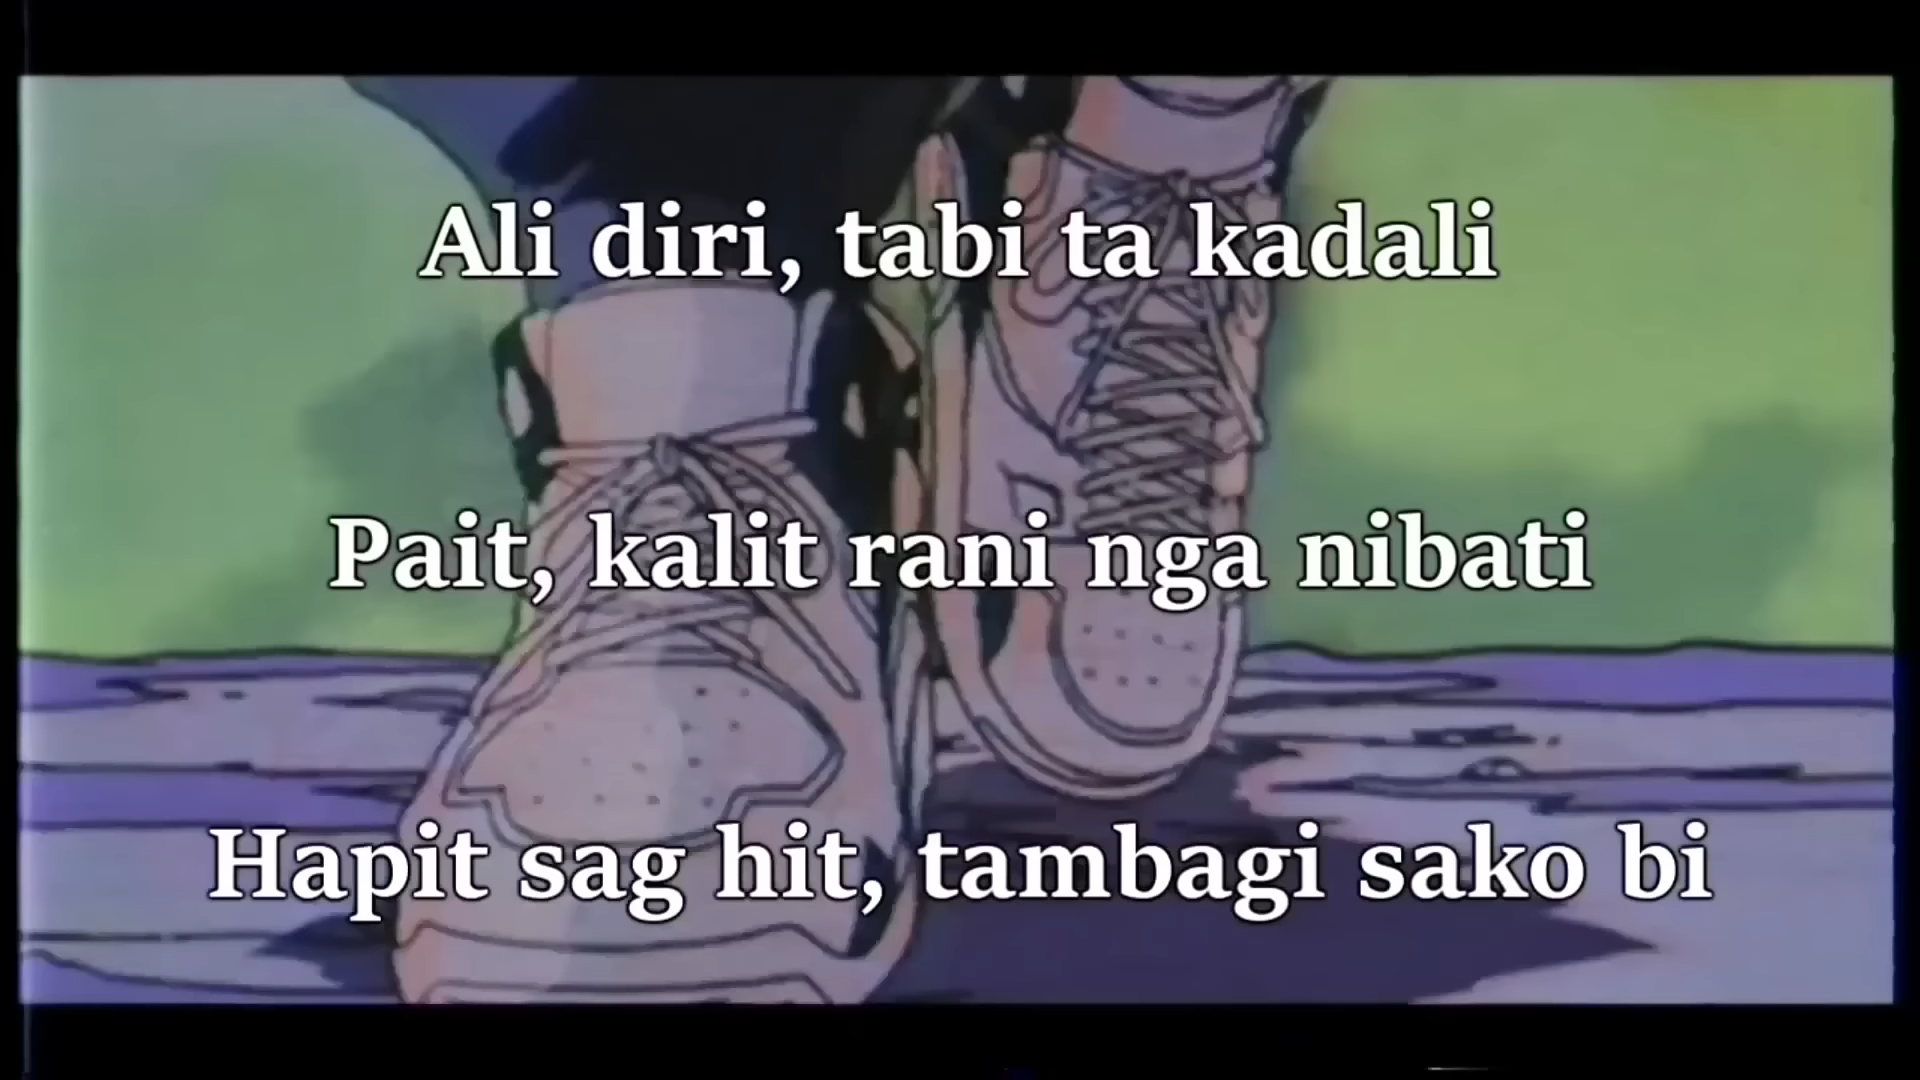 Ali diri, tabi ta kadali
Pait, kalit rani nga nibati
Hapit sag hit, tambagi sako bi